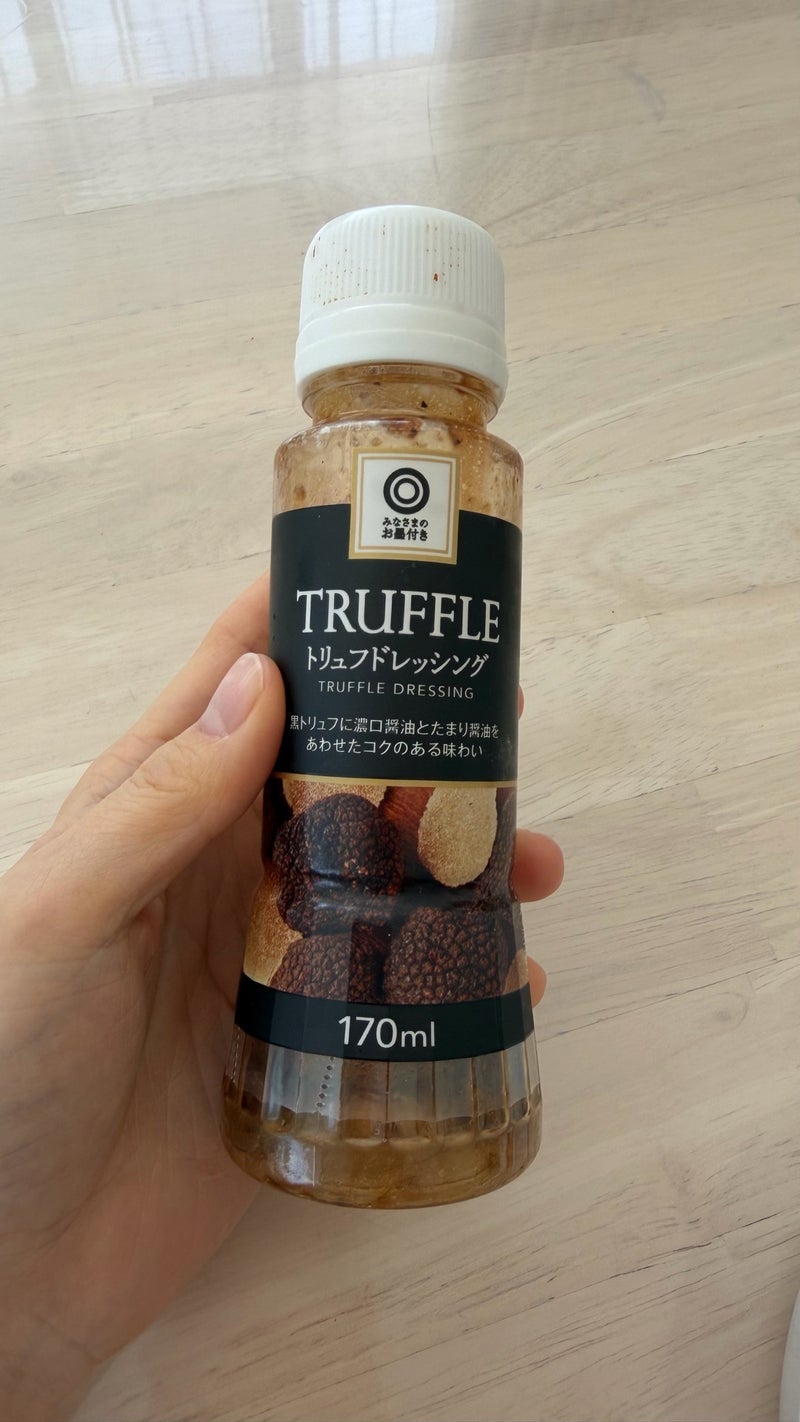 みなさまの
お墨付き
TRUFFLE
トリュフドレッシング
TRUFFLE DRESSING
黒トリュフに濃口醤油とたまり醤油を
あわせたコクのある味わい
170ml